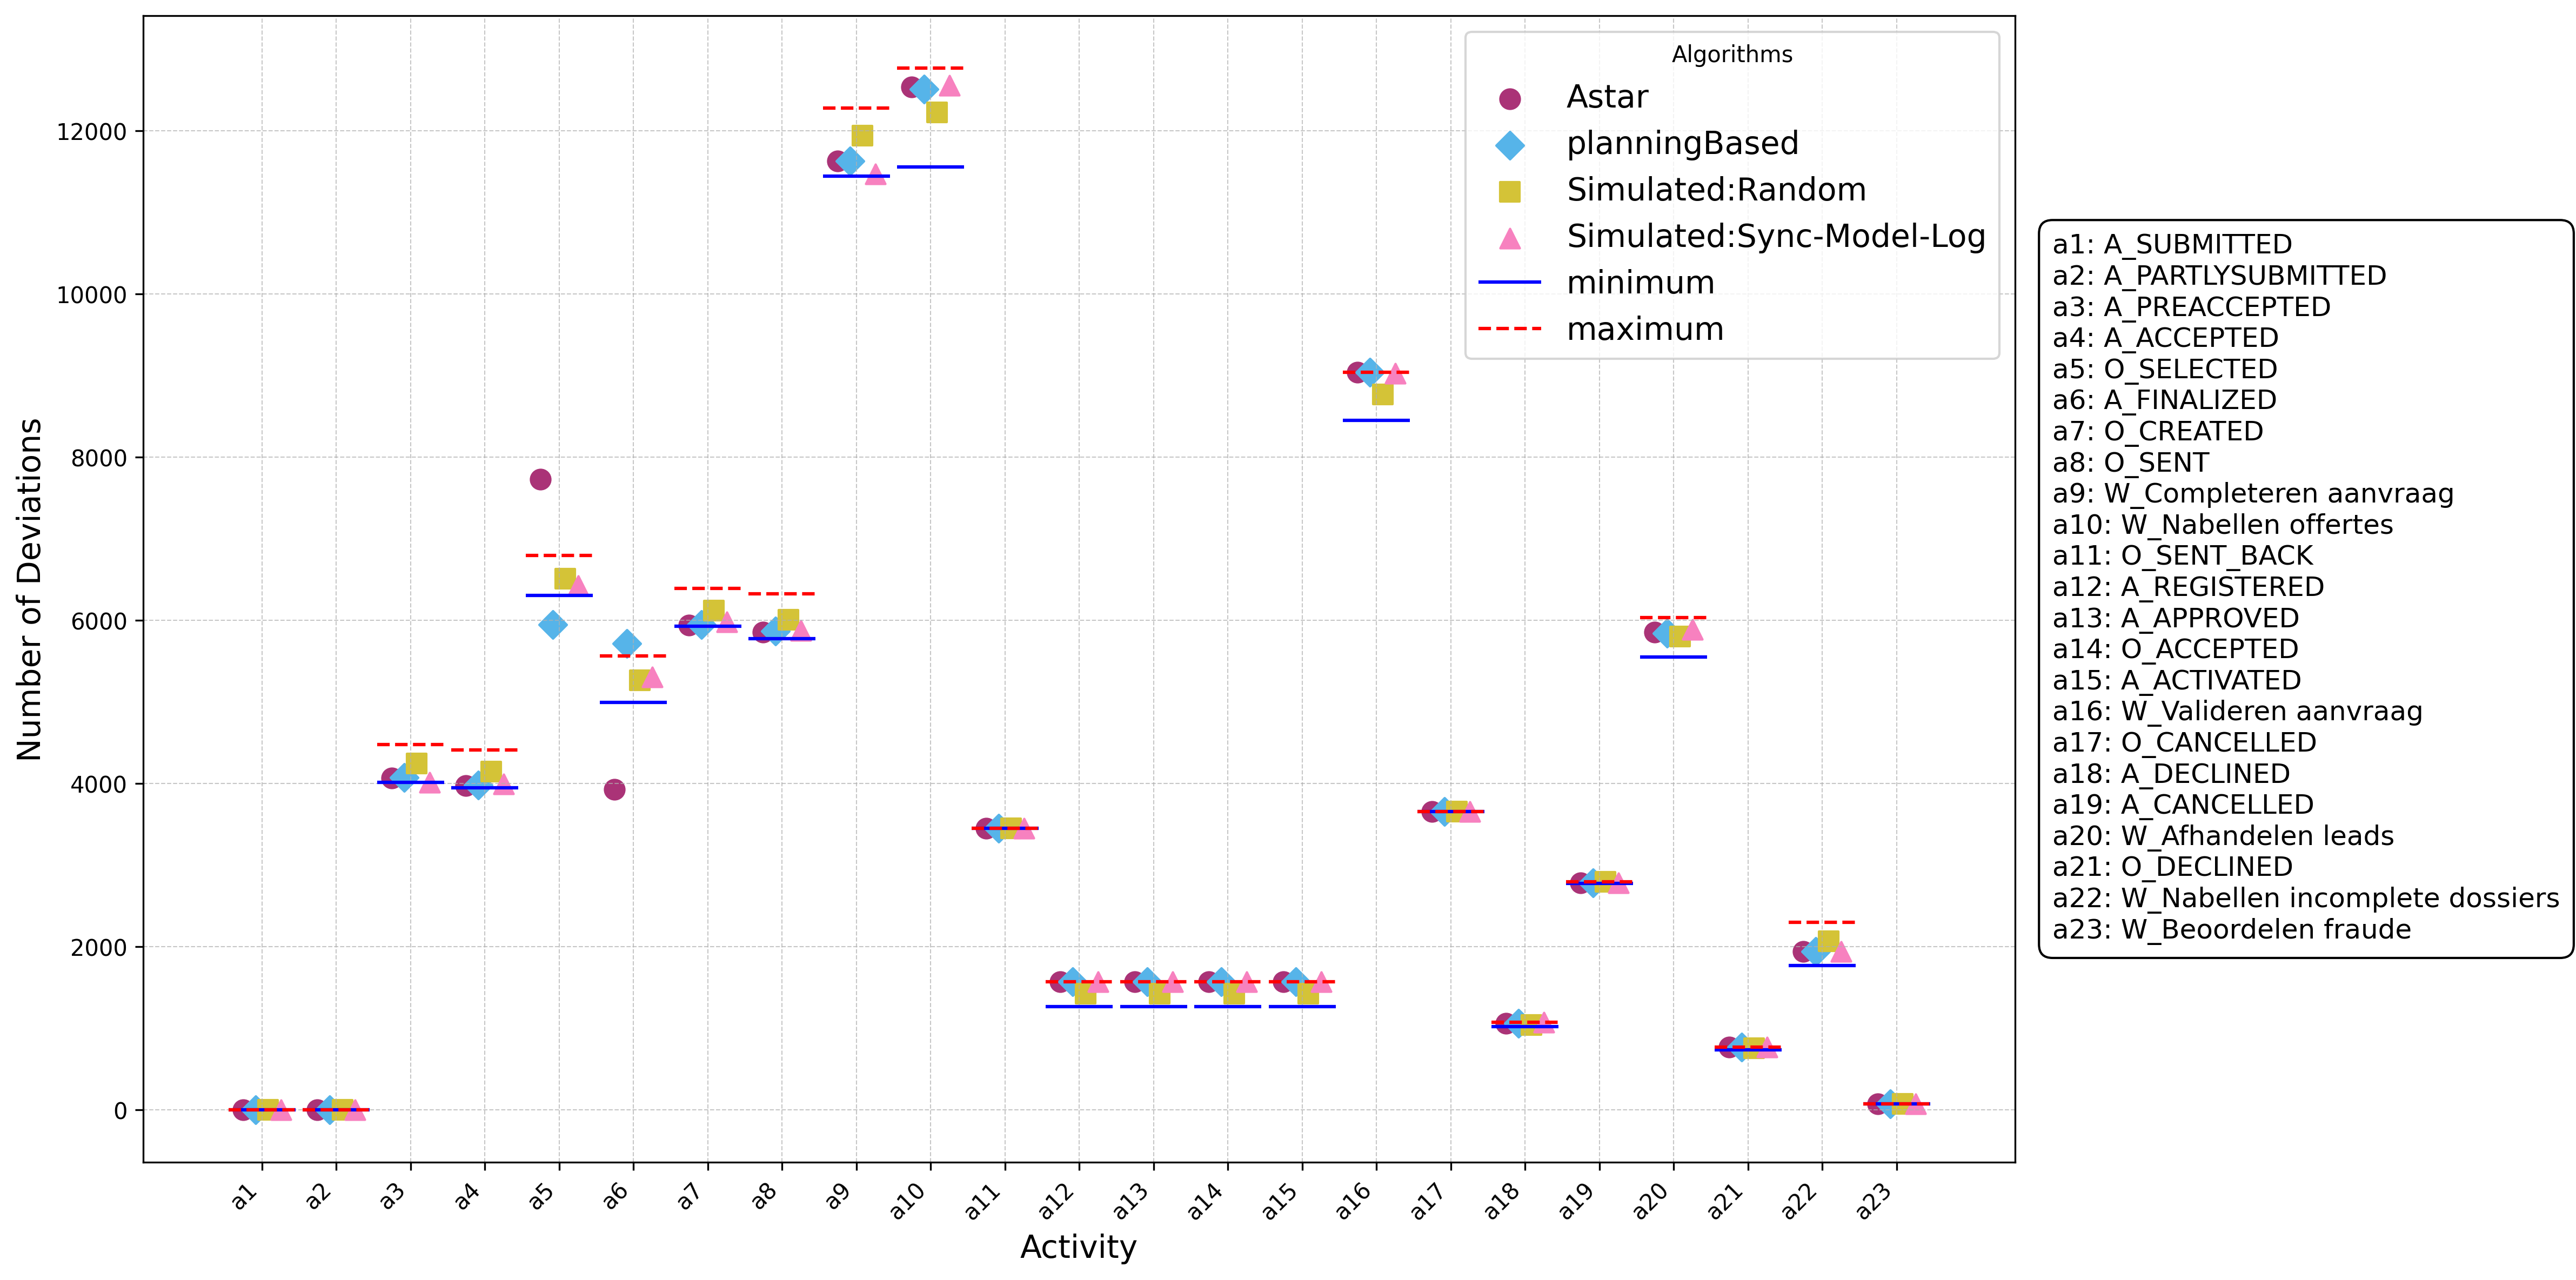 Algorithms
Astar
planningBased
Simulated:Random
Simulated:Sync-Model-Log
minimum
maximum
Number of Deviations
12000
10000
8000
6000
4000
2000
0
a1 a2 a3 a4 a5 a6 a7 a8 a9 a10 a11 a12 a13 a14 a15 a16 a17 a18 a19 a20 a21 a22 a23
Activity
a1: A_SUBMITTED
a2: A_PARTLYSUBMITTED
a3: A_PREACCEPTED
a4: A_ACCEPTED
a5: O_SELECTED
a6: A_FINALIZED
a7: O_CREATED
a8: O_SENT
a9: W_Completeren aanvraag
a10: W_Nabellen offertes
a11: O_SENT_BACK
a12: A_REGISTERED
a13: A_APPROVED
a14: O_ACCEPTED
a15: A_ACTIVATED
a16: W_Valideren aanvraag
a17: O_CANCELLED
a18: A_DECLINED
a19: A_CANCELLED
a20: W_Afhandelen leads
a21: O_DECLINED
a22: W_Nabellen incomplete dossiers
a23: W_Beoordelen fraude